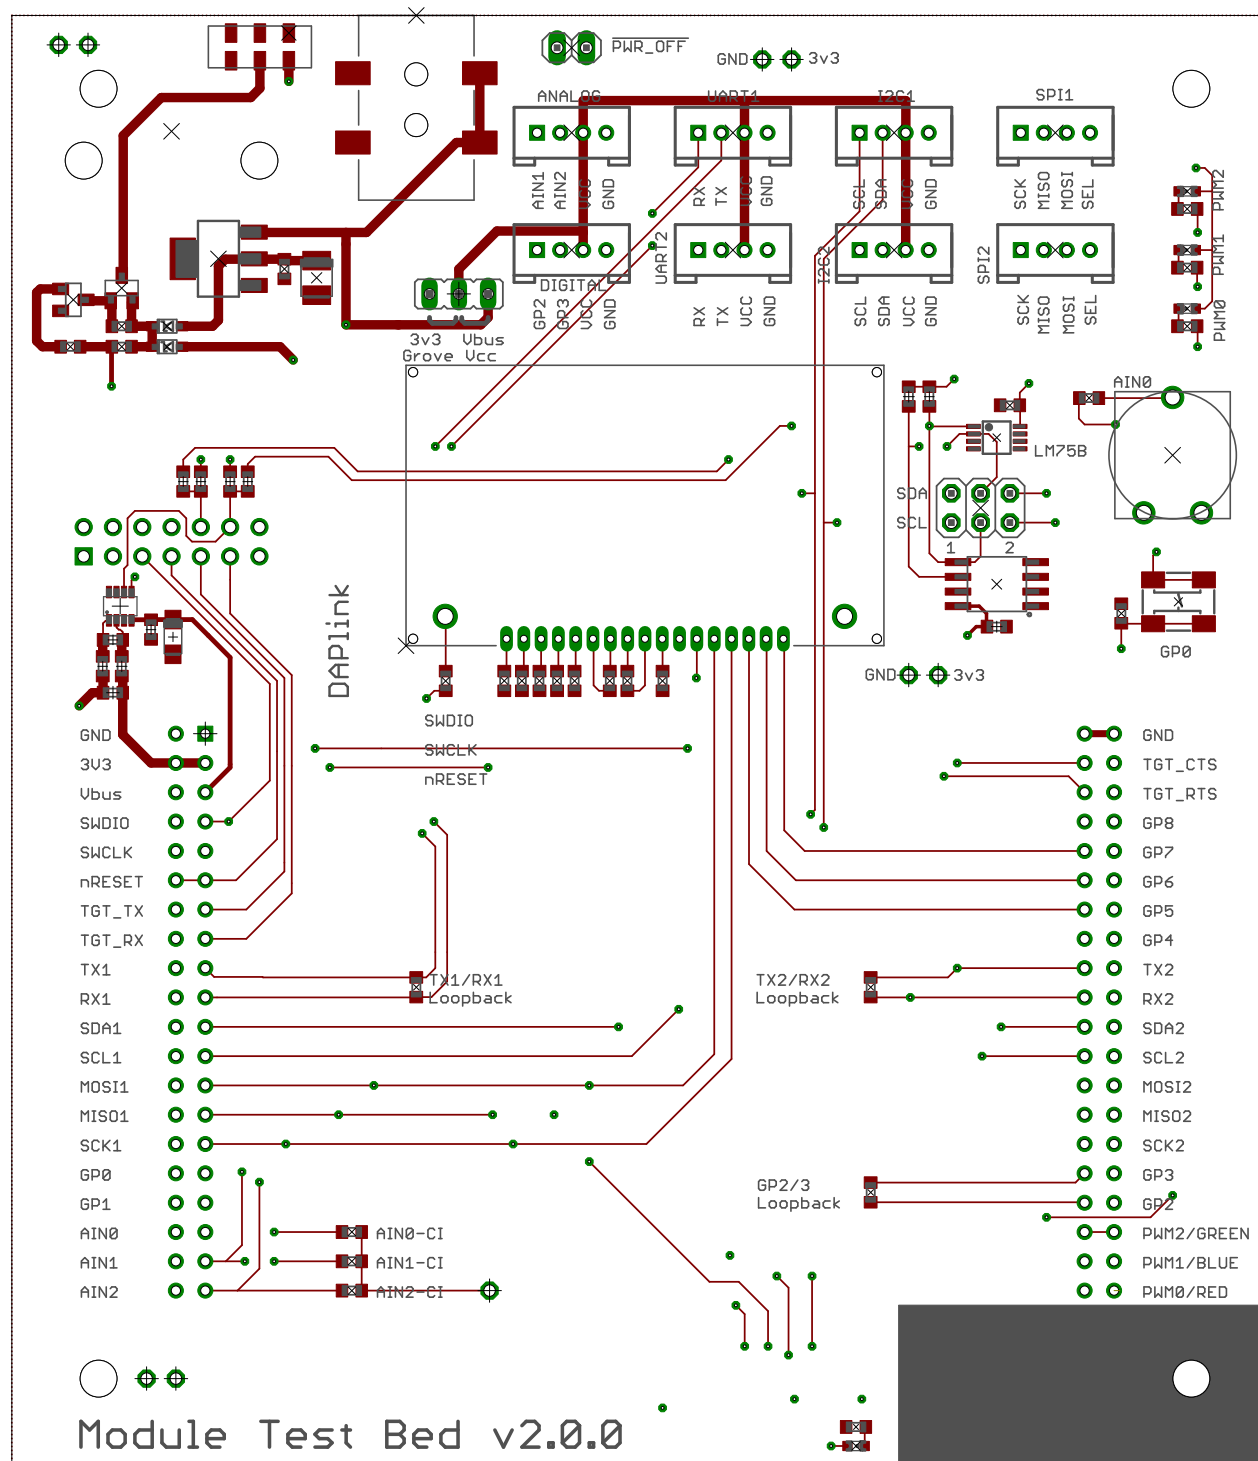 PWR_OFF
GND 3v3
ANALOG UART1 I2C1 SPI1
AIN1 AIN2 VCC GND
RX TX VCC GND
SCL SDA VCC GND
SCK MISO MOSI SEL
PWM2
PWM1
PWM0
UART2
I2C2
SPI2
DIGITAL
GP2 GP3 VCC GND
RX TX VCC GND
SCL SDA VCC GND
SCK MISO MOSI SEL
3v3 Vbus
Grove Vcc
AIN0
LM75B
SDA
SCL
1 2
DAPlink
GP0
GND 3v3
SWDIO
SWCLK
nRESET
GND
3V3
Vbus
SWDIO
SWCLK
nRESET
TGT_TX
TGT_RX
TX1
RX1
SDA1
SCL1
MOSI1
MISO1
SCK1
GP0
GP1
AIN0
AIN1
AIN2
TX1/RX1
Loopback
TX2/RX2
Loopback
GP2/3
Loopback
AIN0-CI
AIN1-CI
AIN2-CI
GND
TGT_CTS
TGT_RTS
GP8
GP7
GP6
GP5
GP4
TX2
RX2
SDA2
SCL2
MOSI2
MISO2
SCK2
GP3
GP2
PWM2/GREEN
PWM1/BLUE
PWM0/RED
Module Test Bed v2.0.0